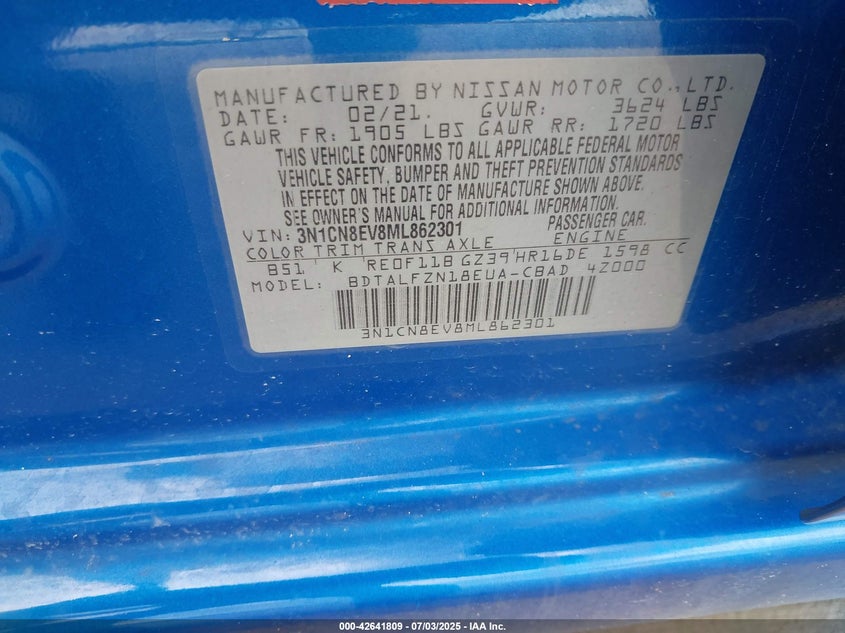 MANUFACTURED BY NISSAN MOTOR CO., LTD.
DATE: 02/21. GVWR: 3624 LBS
GAWR FR: 1905 LBS GAWR RR: 1720 LBS
THIS VEHICLE CONFORMS TO ALL APPLICABLE FEDERAL MOTOR
VEHICLE SAFETY, BUMPER AND THEFT PREVENTION STANDARDS
IN EFFECT ON THE DATE OF MANUFACTURE SHOWN ABOVE.
SEE OWNER'S MANUAL FOR ADDITIONAL INFORMATION.
VIN: 3N1CN8EV8ML862301 PASSENGER CAR.
COLOR TRIM TRANS AXLE ENGINE
B51 K RE0F11B GZ39 HR16DE 1598 CC
MODEL: BDTALFZN18EUA-CBAD 4Z000
3N1CN8EV8ML862301
000-42641809 - 07/03/2025 - IAA Inc.